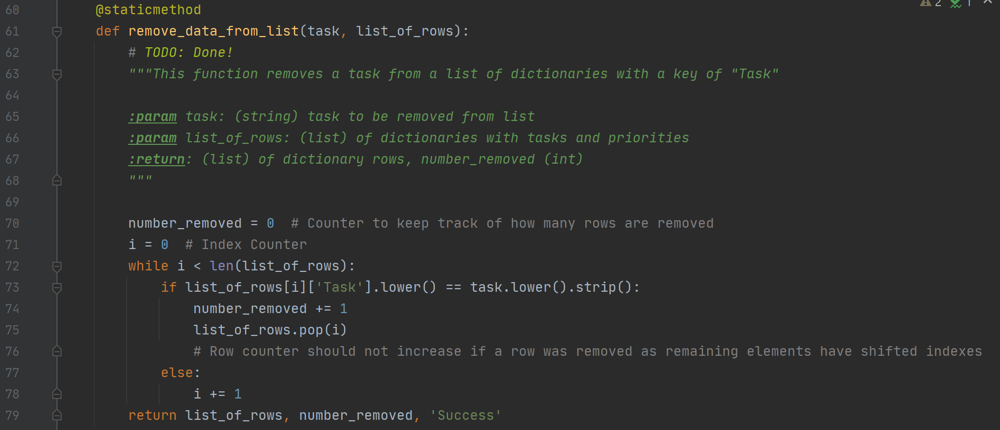 2 1
60 @staticmethod
61 def remove_data_from_list(task, list_of_rows):
62 # TODO: Done!
63 """This function removes a task from a list of dictionaries with a key of "Task"
64
65 :param task: (string) task to be removed from list
66 :param list_of_rows: (list) of dictionaries with tasks and priorities
67 :return: (list) of dictionary rows, number_removed (int)
68 """
69
70 number_removed = 0  # Counter to keep track of how many rows are removed
71 i = 0  # Index Counter
72 while i < len(list_of_rows):
73 if list_of_rows[i]['Task'].lower() == task.lower().strip():
74 number_removed += 1
75 list_of_rows.pop(i)
76 # Row counter should not increase if a row was removed as remaining elements have shifted indexes
77 else:
78 i += 1
79 return list_of_rows, number_removed, 'Success'